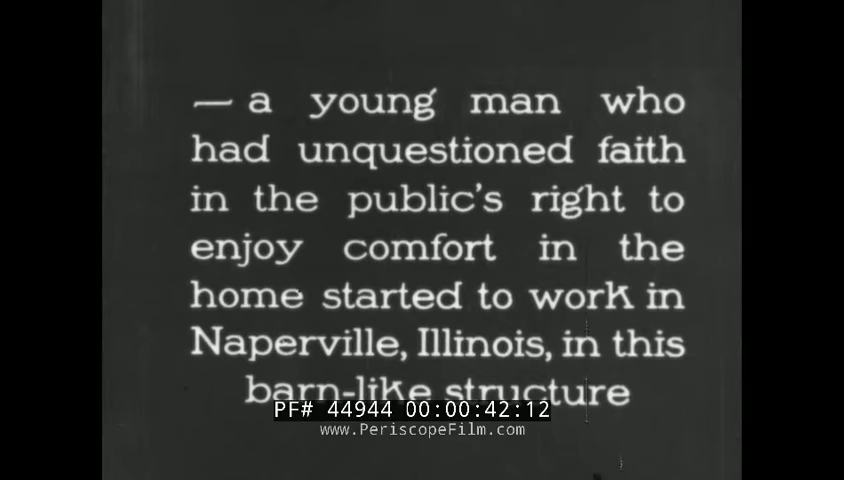 — a young man who
had unquestioned faith
in the public's right to
enjoy comfort in the
home started to work in
Naperville, Illinois, in this
barn-like structure
PF# 44944 00:00:42:12
www.PeriscopeFilm.com